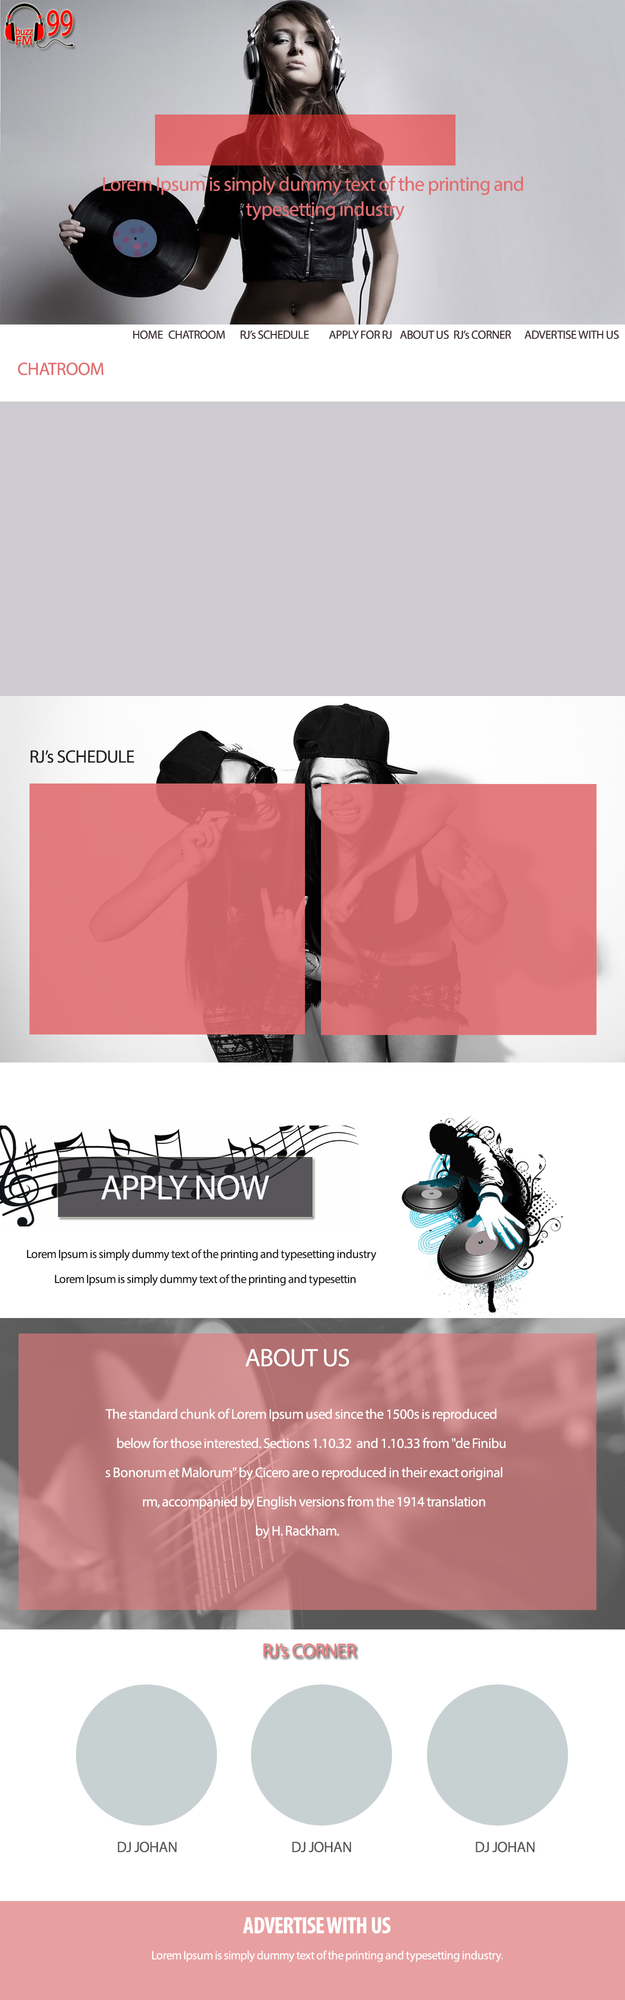 99
buzz
FM
Lorem Ipsum is simply dummy text of the printing and
typesetting industry
HOME CHATROOM RJ's SCHEDULE APPLY FOR RJ ABOUT US RJ's CORNER ADVERTISE WITH US
CHATROOM
RJ's SCHEDULE
APPLY NOW
Lorem Ipsum is simply dummy text of the printing and typesetting industry
Lorem Ipsum is simply dummy text of the printing and typesettin
ABOUT US
The standard chunk of Lorem Ipsum used since the 1500s is reproduced
below for those interested. Sections 1.10.32 and 1.10.33 from "de Finibu
s Bonorum et Malorum" by Cicero are o reproduced in their exact original
rm, accompanied by English versions from the 1914 translation
by H. Rackham.
RJ's CORNER
DJ JOHAN DJ JOHAN DJ JOHAN
ADVERTISE WITH US
Lorem Ipsum is simply dummy text of the printing and typesetting industry.